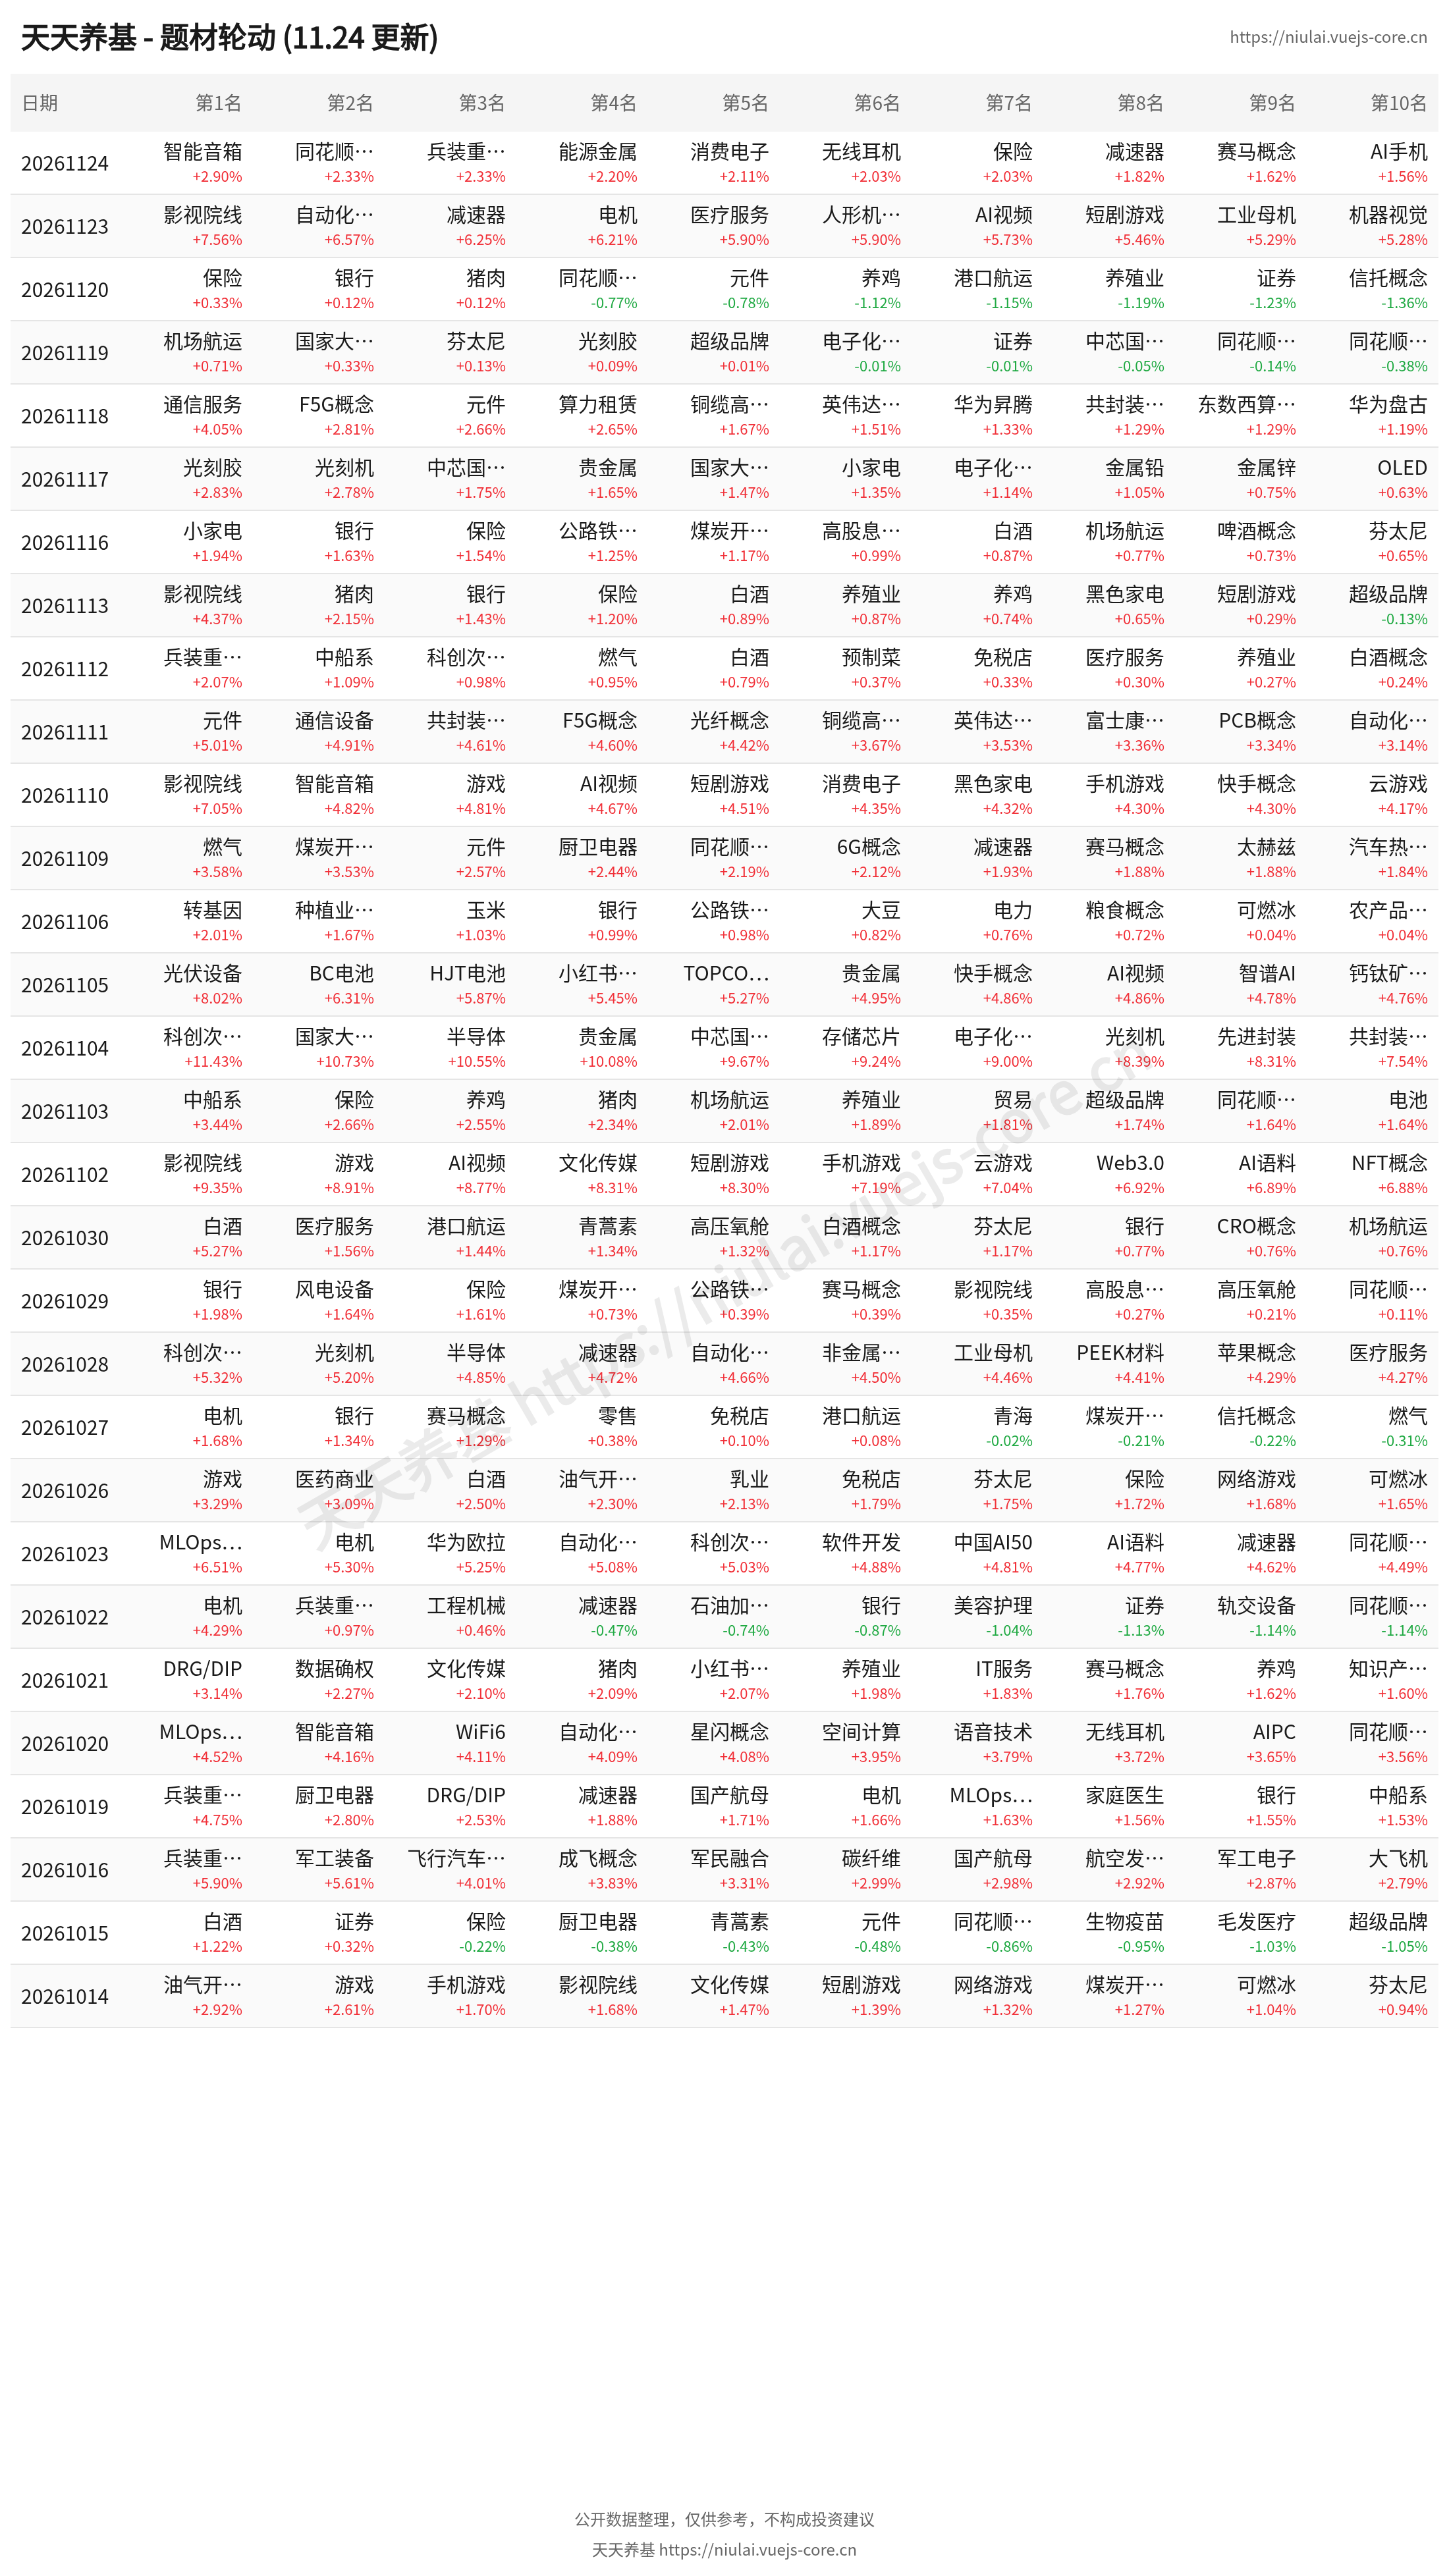 天天养基 - 题材轮动 (11.24 更新)
https://niulai.vuejs-core.cn
日期 第1名 第2名 第3名 第4名 第5名 第6名 第7名 第8名 第9名 第10名
20261124 智能音箱 同花顺… 兵装重… 能源金属 消费电子 无线耳机 保险 减速器 赛马概念 AI手机
+2.90% +2.33% +2.33% +2.20% +2.11% +2.03% +2.03% +1.82% +1.62% +1.56%
20261123 影视院线 自动化… 减速器 电机 医疗服务 人形机… AI视频 短剧游戏 工业母机 机器视觉
+7.56% +6.57% +6.25% +6.21% +5.90% +5.90% +5.73% +5.46% +5.29% +5.28%
20261120 保险 银行 猪肉 同花顺… 元件 养鸡 港口航运 养殖业 证券 信托概念
+0.33% +0.12% +0.12% -0.77% -0.78% -1.12% -1.15% -1.19% -1.23% -1.36%
20261119 机场航运 国家大… 芬太尼 光刻胶 超级品牌 电子化… 证券 中芯国… 同花顺… 同花顺…
+0.71% +0.33% +0.13% +0.09% +0.01% -0.01% -0.01% -0.05% -0.14% -0.38%
20261118 通信服务 F5G概念 元件 算力租赁 铜缆高… 英伟达… 华为昇腾 共封装… 东数西算… 华为盘古
+4.05% +2.81% +2.66% +2.65% +1.67% +1.51% +1.33% +1.29% +1.29% +1.19%
20261117 光刻胶 光刻机 中芯国… 贵金属 国家大… 小家电 电子化… 金属铅 金属锌 OLED
+2.83% +2.78% +1.75% +1.65% +1.47% +1.35% +1.14% +1.05% +0.75% +0.63%
20261116 小家电 银行 保险 公路铁… 煤炭开… 高股息… 白酒 机场航运 啤酒概念 芬太尼
+1.94% +1.63% +1.54% +1.25% +1.17% +0.99% +0.87% +0.77% +0.73% +0.65%
20261113 影视院线 猪肉 银行 保险 白酒 养殖业 养鸡 黑色家电 短剧游戏 超级品牌
+4.37% +2.15% +1.43% +1.20% +0.89% +0.87% +0.74% +0.65% +0.29% -0.13%
20261112 兵装重… 中船系 科创次… 燃气 白酒 预制菜 免税店 医疗服务 养殖业 白酒概念
+2.07% +1.09% +0.98% +0.95% +0.79% +0.37% +0.33% +0.30% +0.27% +0.24%
20261111 元件 通信设备 共封装… F5G概念 光纤概念 铜缆高… 英伟达… 富士康… PCB概念 自动化…
+5.01% +4.91% +4.61% +4.60% +4.42% +3.67% +3.53% +3.36% +3.34% +3.14%
20261110 影视院线 智能音箱 游戏 AI视频 短剧游戏 消费电子 黑色家电 手机游戏 快手概念 云游戏
+7.05% +4.82% +4.81% +4.67% +4.51% +4.35% +4.32% +4.30% +4.30% +4.17%
20261109 燃气 煤炭开… 元件 厨卫电器 同花顺… 6G概念 减速器 赛马概念 太赫兹 汽车热…
+3.58% +3.53% +2.57% +2.44% +2.19% +2.12% +1.93% +1.88% +1.88% +1.84%
20261106 转基因 种植业… 玉米 银行 公路铁… 大豆 电力 粮食概念 可燃冰 农产品…
+2.01% +1.67% +1.03% +0.99% +0.98% +0.82% +0.76% +0.72% +0.04% +0.04%
20261105 光伏设备 BC电池 HJT电池 小红书… TOPCO… 贵金属 快手概念 AI视频 智谱AI 钙钛矿…
+8.02% +6.31% +5.87% +5.45% +5.27% +4.95% +4.86% +4.86% +4.78% +4.76%
20261104 科创次… 国家大… 半导体 贵金属 中芯国… 存储芯片 电子化… 光刻机 先进封装 共封装…
+11.43% +10.73% +10.55% +10.08% +9.67% +9.24% +9.00% +8.39% +8.31% +7.54%
20261103 中船系 保险 养鸡 猪肉 机场航运 养殖业 贸易 超级品牌 同花顺… 电池
+3.44% +2.66% +2.55% +2.34% +2.01% +1.89% +1.81% +1.74% +1.64% +1.64%
20261102 影视院线 游戏 AI视频 文化传媒 短剧游戏 手机游戏 云游戏 Web3.0 AI语料 NFT概念
+9.35% +8.91% +8.77% +8.31% +8.30% +7.19% +7.04% +6.92% +6.89% +6.88%
20261030 白酒 医疗服务 港口航运 青蒿素 高压氧舱 白酒概念 芬太尼 银行 CRO概念 机场航运
+5.27% +1.56% +1.44% +1.34% +1.32% +1.17% +1.17% +0.77% +0.76% +0.76%
20261029 银行 风电设备 保险 煤炭开… 公路铁… 赛马概念 影视院线 高股息… 高压氧舱 同花顺…
+1.98% +1.64% +1.61% +0.73% +0.39% +0.39% +0.35% +0.27% +0.21% +0.11%
20261028 科创次… 光刻机 半导体 减速器 自动化… 非金属… 工业母机 PEEK材料 苹果概念 医疗服务
+5.32% +5.20% +4.85% +4.72% +4.66% +4.50% +4.46% +4.41% +4.29% +4.27%
20261027 电机 银行 赛马概念 零售 免税店 港口航运 青海 煤炭开… 信托概念 燃气
+1.68% +1.34% +1.29% +0.38% +0.10% +0.08% -0.02% -0.21% -0.22% -0.31%
20261026 游戏 医药商业 白酒 油气开… 乳业 免税店 芬太尼 保险 网络游戏 可燃冰
+3.29% +3.09% +2.50% +2.30% +2.13% +1.79% +1.75% +1.72% +1.68% +1.65%
20261023 MLOps… 电机 华为欧拉 自动化… 科创次… 软件开发 中国AI50 AI语料 减速器 同花顺…
+6.51% +5.30% +5.25% +5.08% +5.03% +4.88% +4.81% +4.77% +4.62% +4.49%
20261022 电机 兵装重… 工程机械 减速器 石油加… 银行 美容护理 证券 轨交设备 同花顺…
+4.29% +0.97% +0.46% -0.47% -0.74% -0.87% -1.04% -1.13% -1.14% -1.14%
20261021 DRG/DIP 数据确权 文化传媒 猪肉 小红书… 养殖业 IT服务 赛马概念 养鸡 知识产…
+3.14% +2.27% +2.10% +2.09% +2.07% +1.98% +1.83% +1.76% +1.62% +1.60%
20261020 MLOps… 智能音箱 WiFi6 自动化… 星闪概念 空间计算 语音技术 无线耳机 AIPC 同花顺…
+4.52% +4.16% +4.11% +4.09% +4.08% +3.95% +3.79% +3.72% +3.65% +3.56%
20261019 兵装重… 厨卫电器 DRG/DIP 减速器 国产航母 电机 MLOps… 家庭医生 银行 中船系
+4.75% +2.80% +2.53% +1.88% +1.71% +1.66% +1.63% +1.56% +1.55% +1.53%
20261016 兵装重… 军工装备 飞行汽车… 成飞概念 军民融合 碳纤维 国产航母 航空发… 军工电子 大飞机
+5.90% +5.61% +4.01% +3.83% +3.31% +2.99% +2.98% +2.92% +2.87% +2.79%
20261015 白酒 证券 保险 厨卫电器 青蒿素 元件 同花顺… 生物疫苗 毛发医疗 超级品牌
+1.22% +0.32% -0.22% -0.38% -0.43% -0.48% -0.86% -0.95% -1.03% -1.05%
20261014 油气开… 游戏 手机游戏 影视院线 文化传媒 短剧游戏 网络游戏 煤炭开… 可燃冰 芬太尼
+2.92% +2.61% +1.70% +1.68% +1.47% +1.39% +1.32% +1.27% +1.04% +0.94%
天天养基 https://niulai.vuejs-core.cn
公开数据整理，仅供参考，不构成投资建议
天天养基 https://niulai.vuejs-core.cn